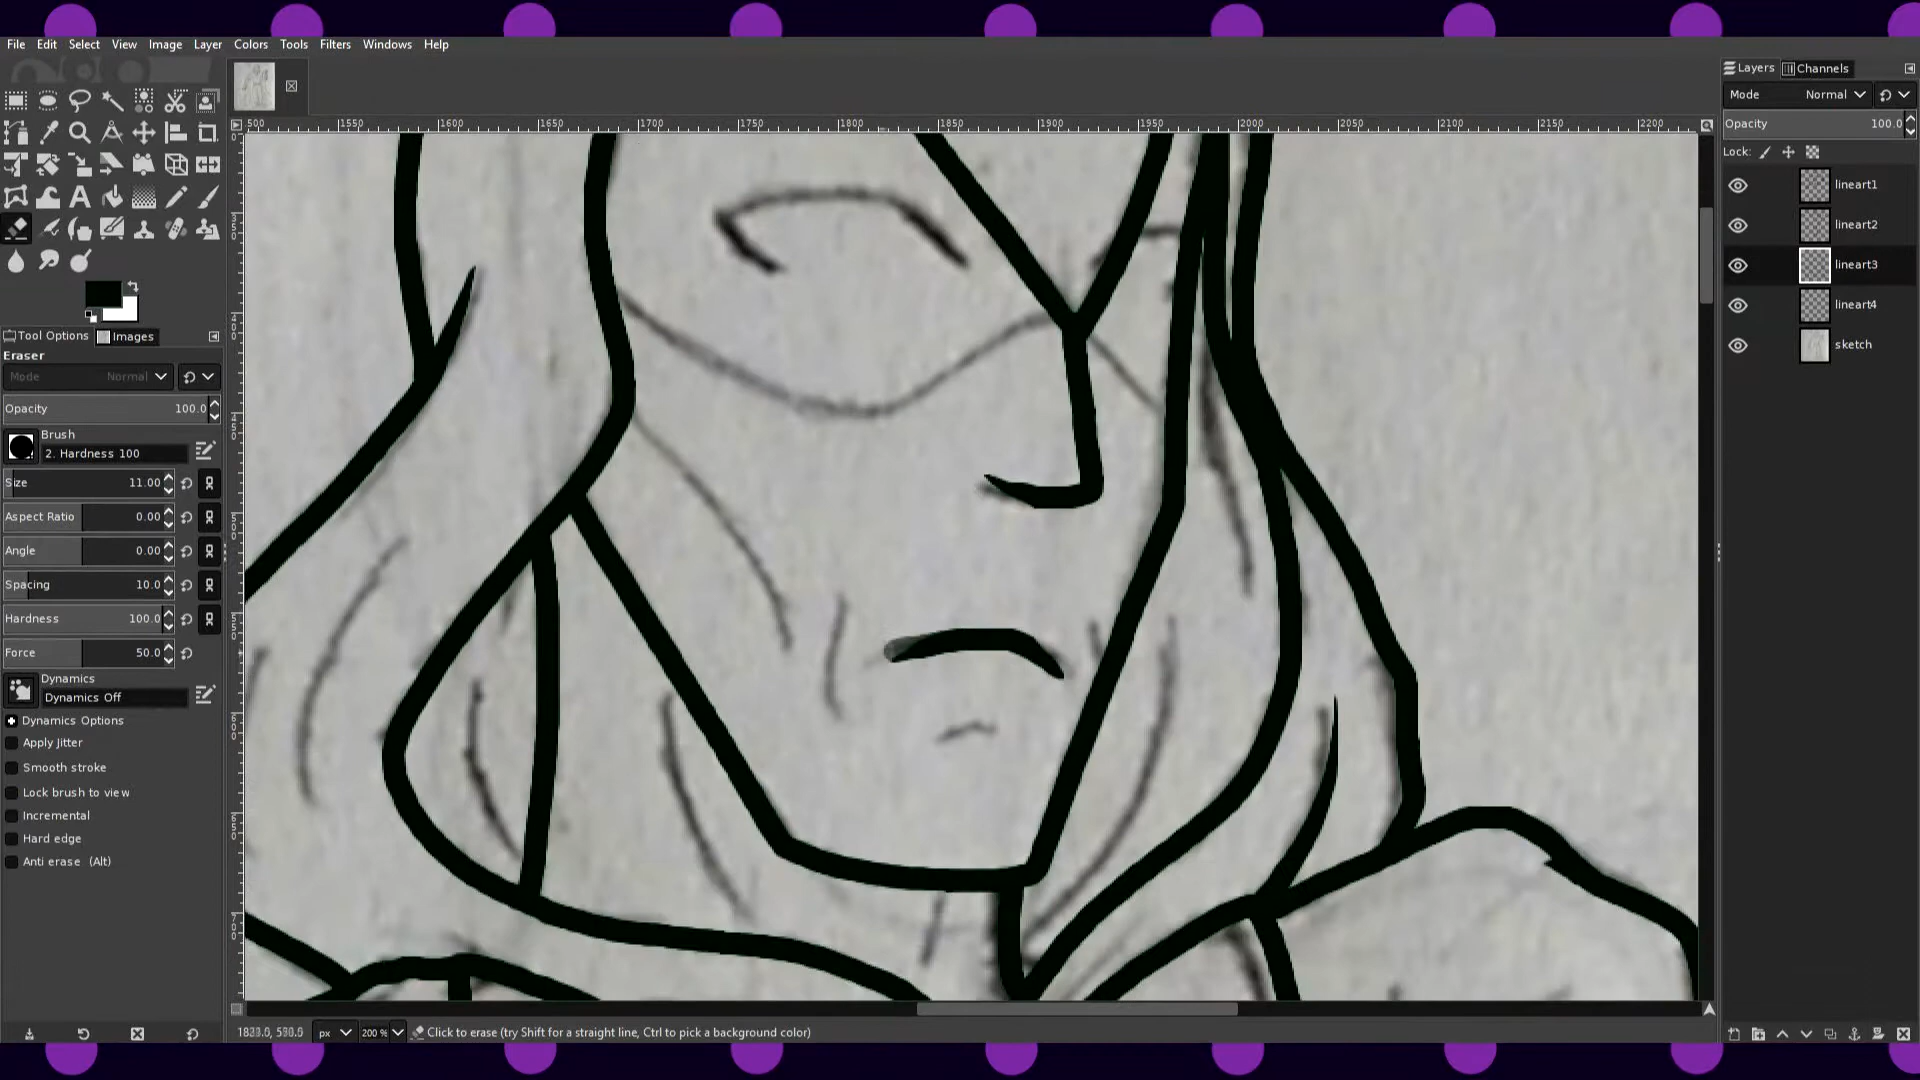 File Edit Select View Image Layer Colors Tools Filters Windows Help
Layers Channels
Mode Normal
Opacity 100.0
Lock:
lineart1
lineart2
lineart3
lineart4
sketch
500 1550 1600 1650 1700 1750 1800 1850 1900 1950 2000 2050 2100 2150 2200
Tool Options Images
Eraser
Mode Normal
Opacity 100.0
Brush
2. Hardness 100
Size 11.00
Aspect Ratio 0.00
Angle 0.00
Spacing 10.0
Hardness 100.0
Force 50.0
Dynamics
Dynamics Off
Dynamics Options
Apply Jitter
Smooth stroke
Lock brush to view
Incremental
Hard edge
Anti erase (Alt)
px 200 % Click to erase (try Shift for a straight line, Ctrl to pick a background color)